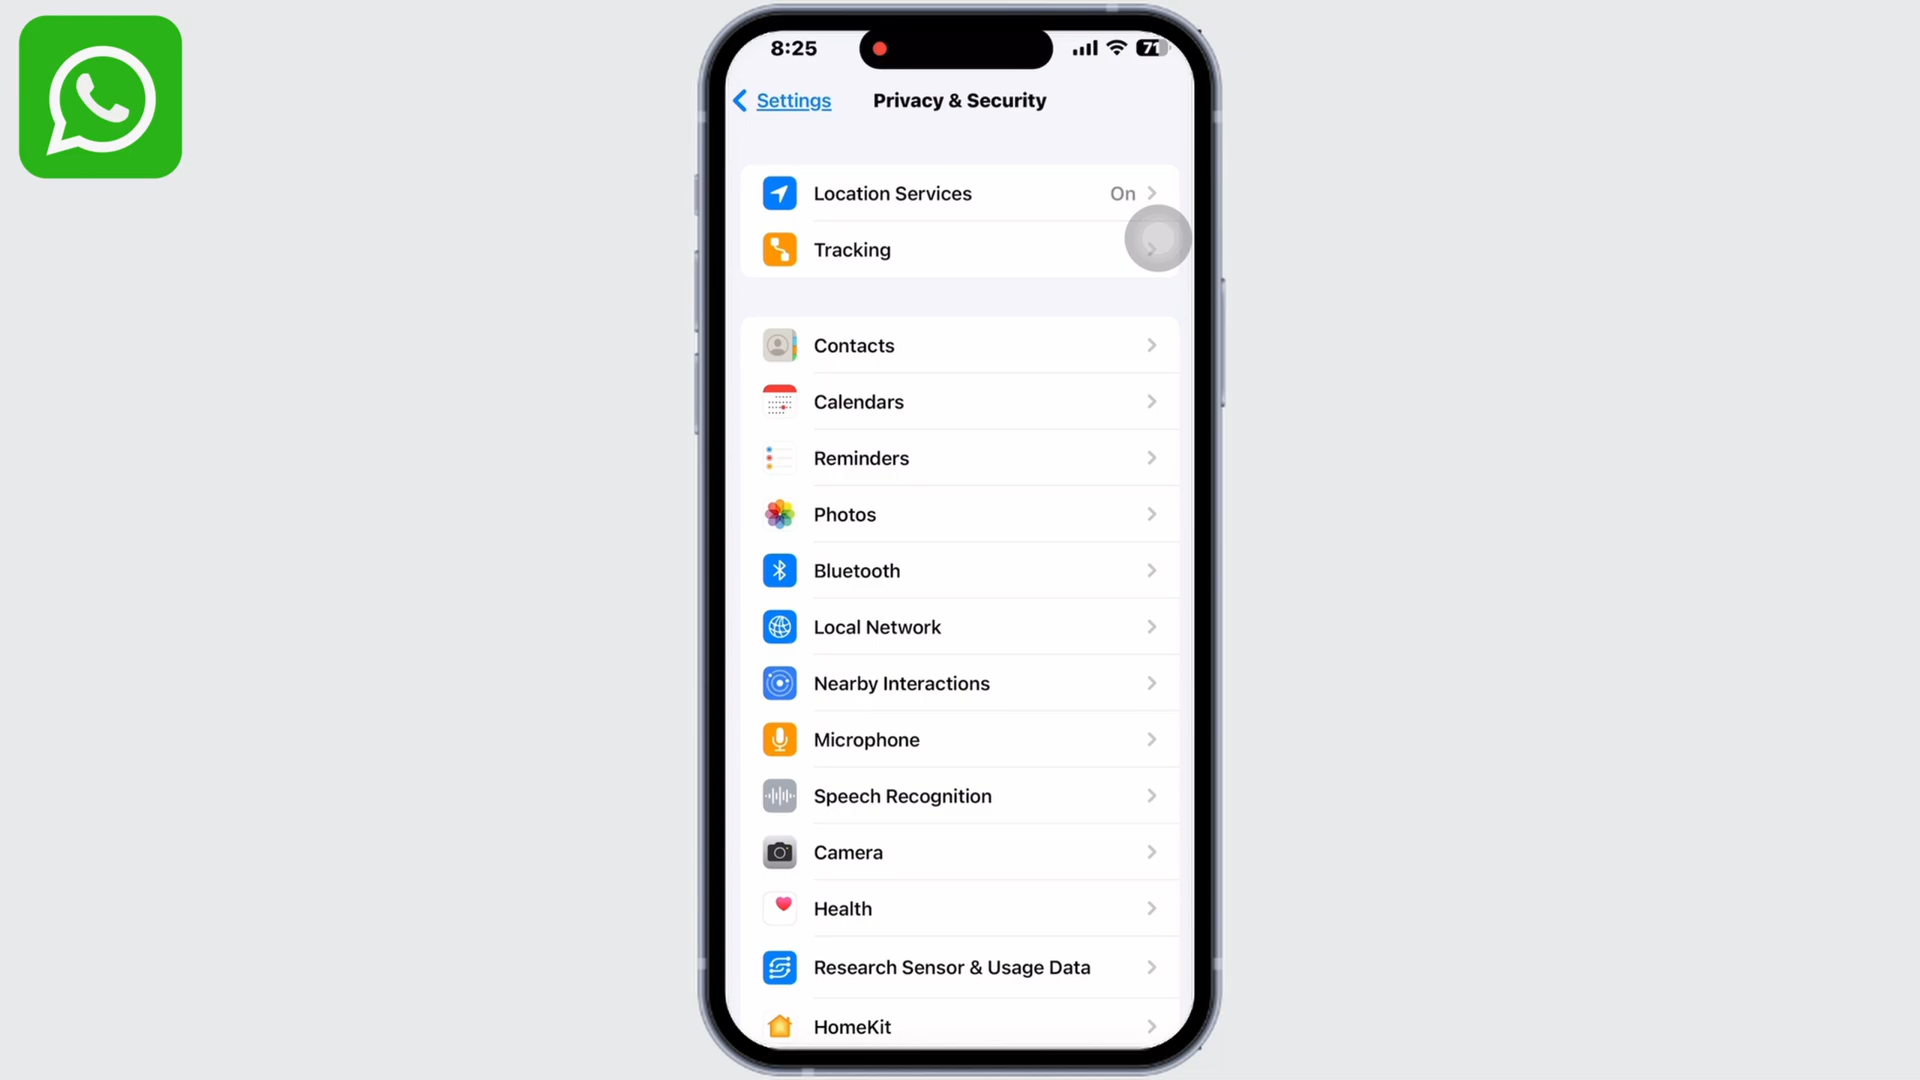 8:25
71
Settings
Privacy & Security
Location Services On
Tracking
Contacts
Calendars
Reminders
Photos
Bluetooth
Local Network
Nearby Interactions
Microphone
Speech Recognition
Camera
Health
Research Sensor & Usage Data
HomeKit